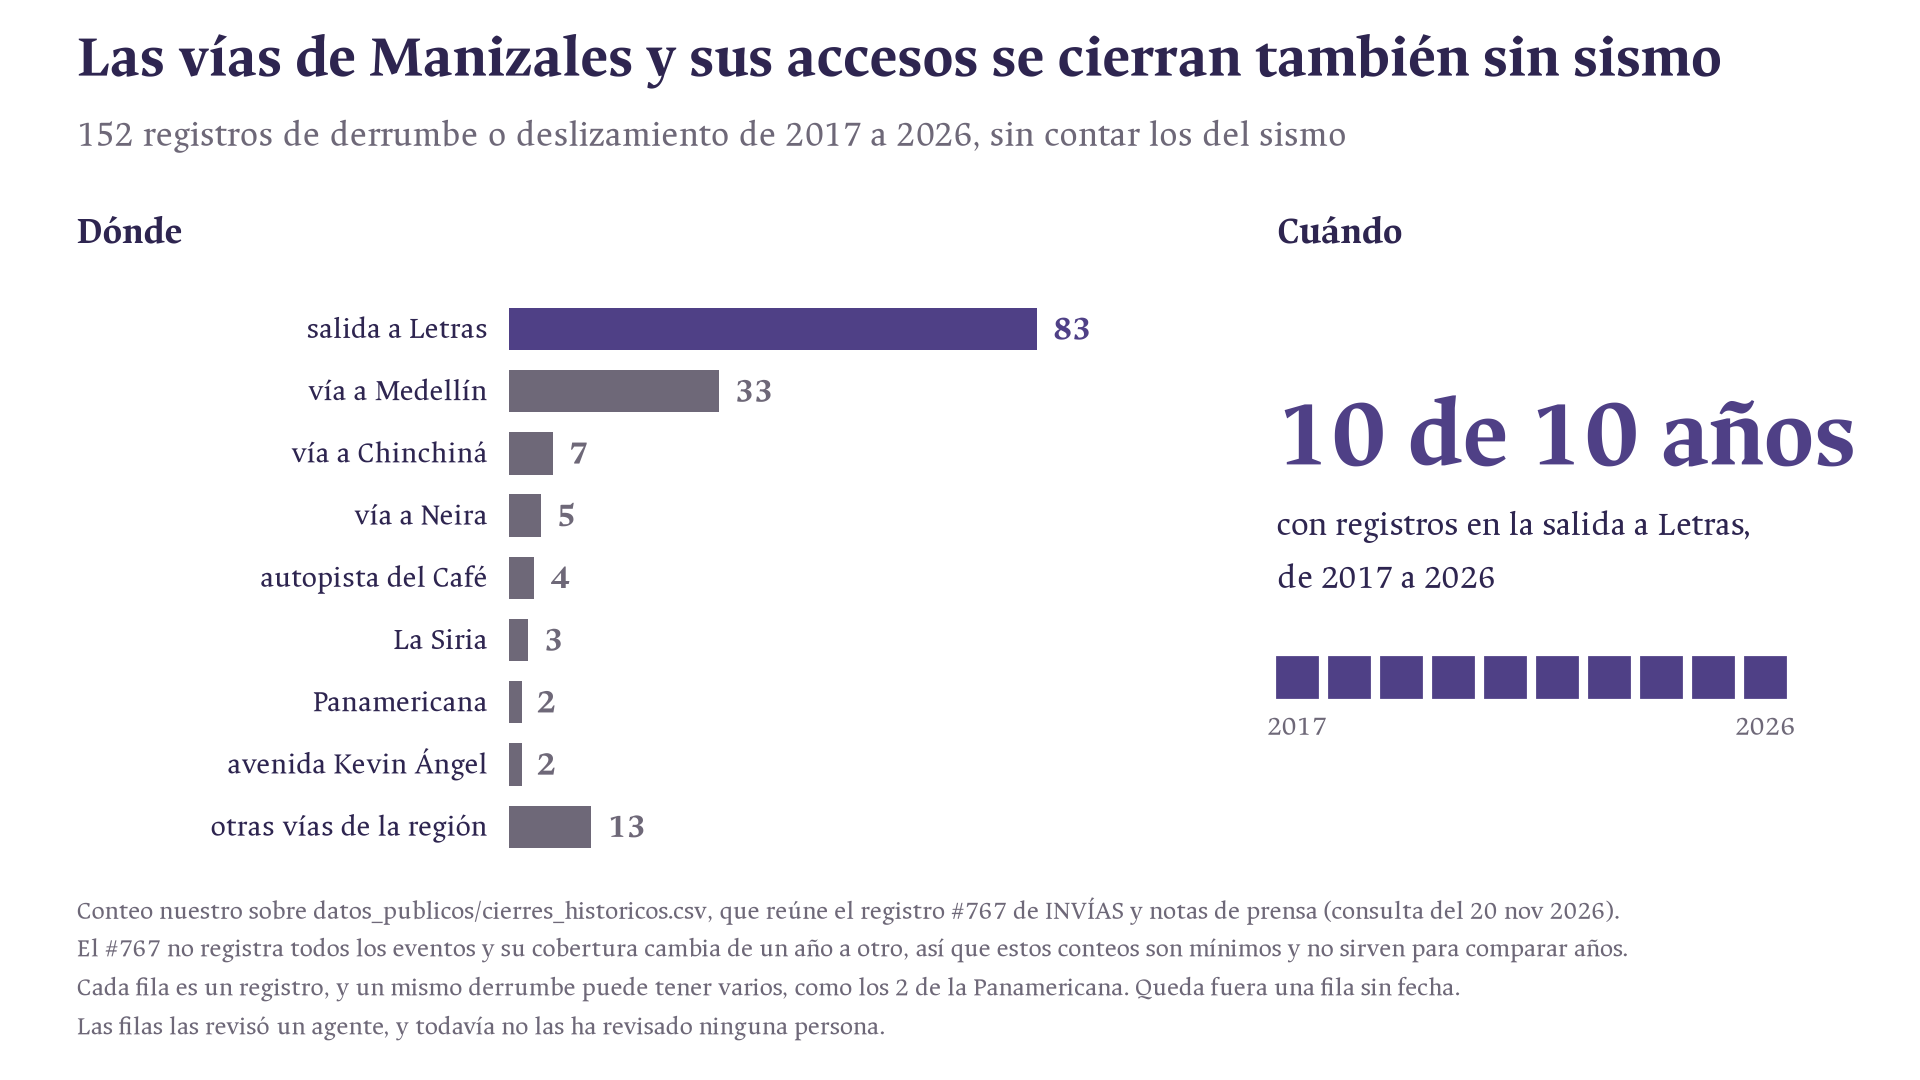 Las vías de Manizales y sus accesos se cierran también sin sismo
152 registros de derrumbe o deslizamiento de 2017 a 2026, sin contar los del sismo
Dónde
salida a Letras 83
vía a Medellín 33
vía a Chinchiná 7
vía a Neira 5
autopista del Café 4
La Siria 3
Panamericana 2
avenida Kevin Ángel 2
otras vías de la región 13
Cuándo
10 de 10 años
con registros en la salida a Letras,
de 2017 a 2026
2017 2026
Conteo nuestro sobre datos_publicos/cierres_historicos.csv, que reúne el registro #767 de INVÍAS y notas de prensa (consulta del 20 nov 2026).
El #767 no registra todos los eventos y su cobertura cambia de un año a otro, así que estos conteos son mínimos y no sirven para comparar años.
Cada fila es un registro, y un mismo derrumbe puede tener varios, como los 2 de la Panamericana. Queda fuera una fila sin fecha.
Las filas las revisó un agente, y todavía no las ha revisado ninguna persona.